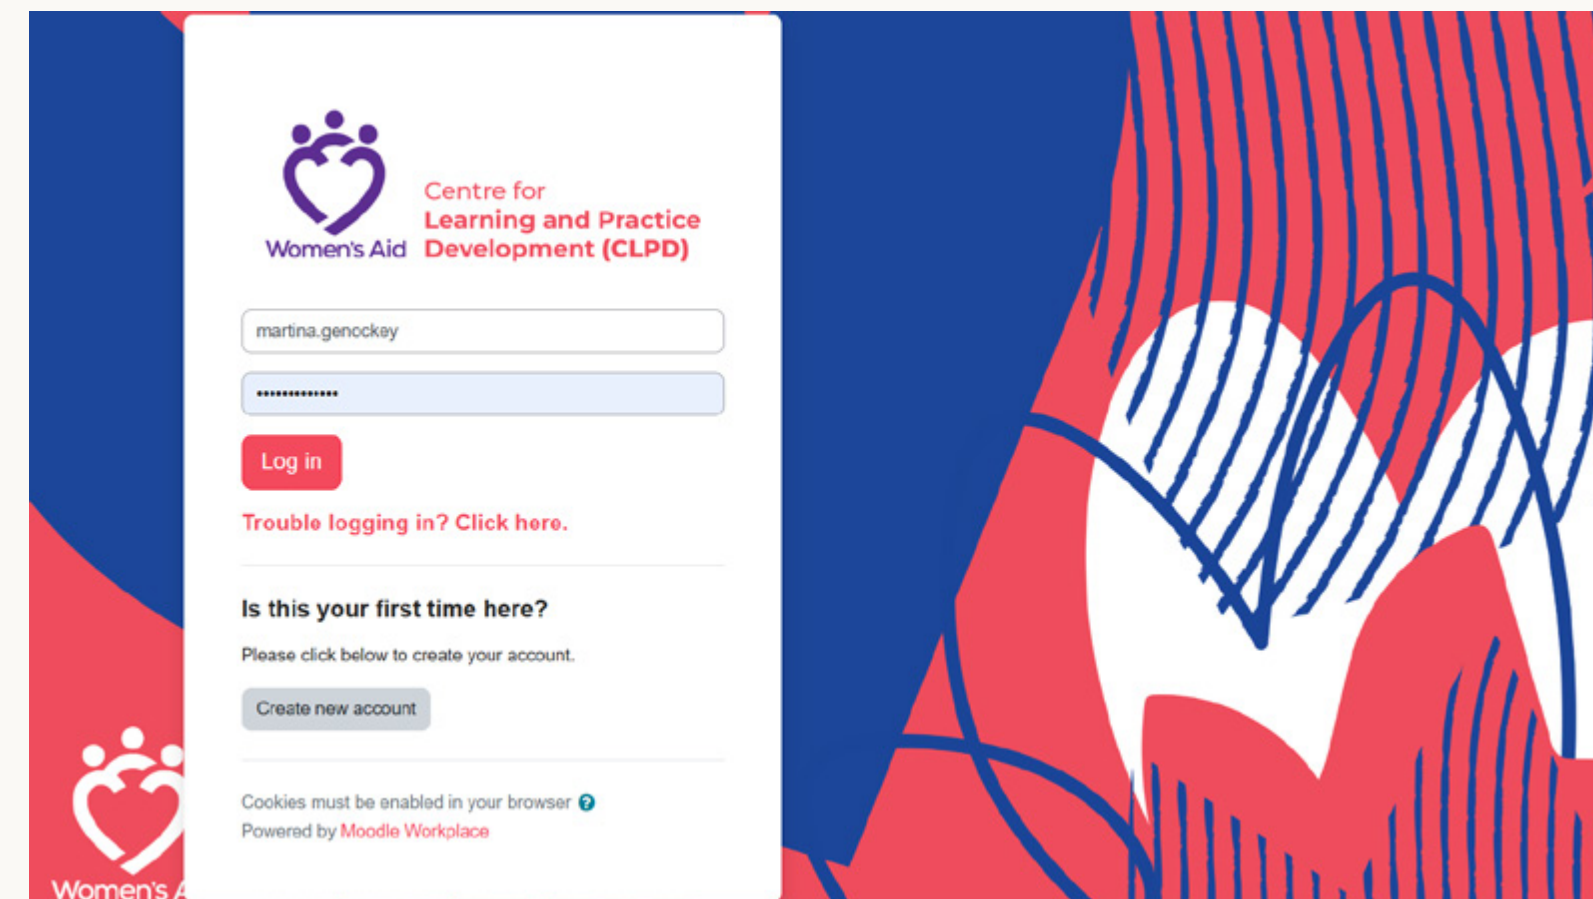 Women's Aid
Centre for
Learning and Practice
Development (CLPD)
martina.genockey
•••••••••••••
Log in
Trouble logging in? Click here.
Is this your first time here?
Please click below to create your account.
Create new account
Cookies must be enabled in your browser ?
Powered by Moodle Workplace
Women's A